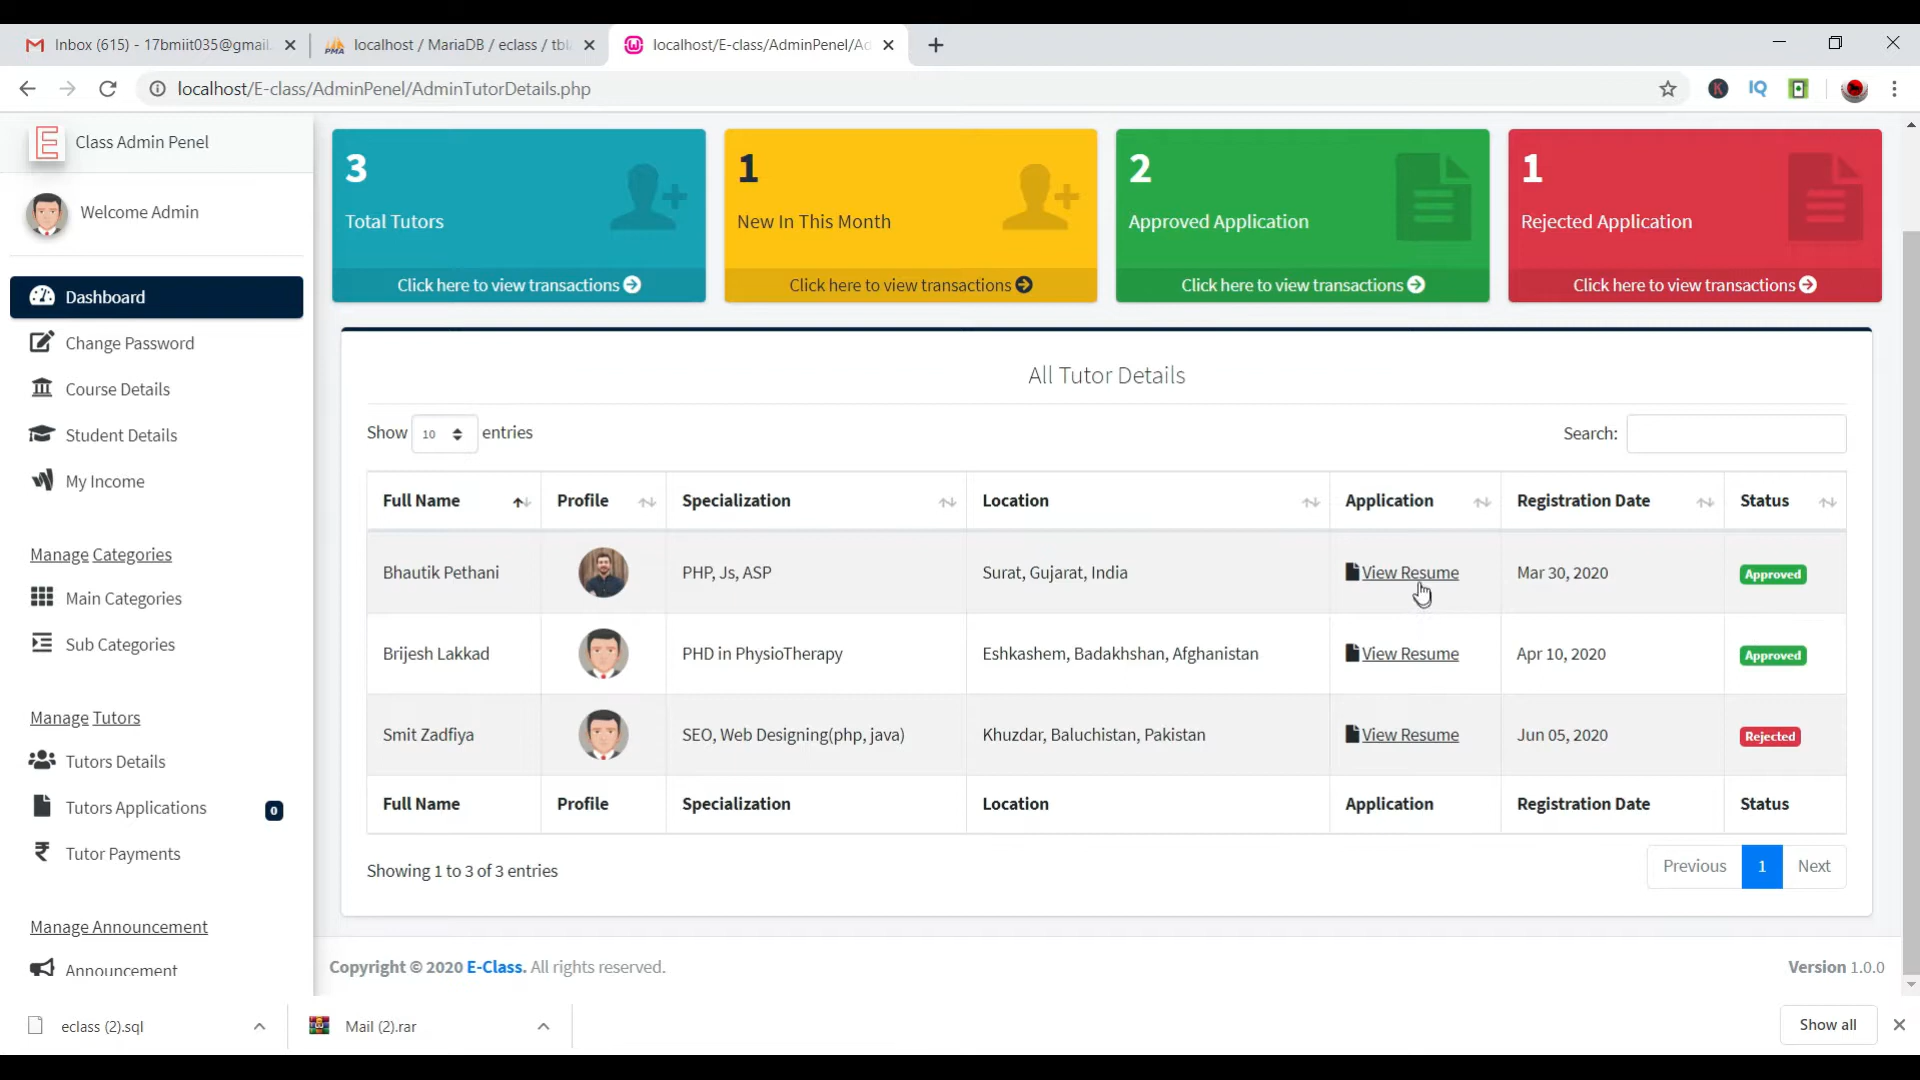 Inbox (615) - 17bmiit035@gmail.
localhost / MariaDB / eclass / tbl
localhost/E-class/AdminPenel/Ad
localhost/E-class/AdminPenel/AdminTutorDetails.php
IQ
E Class Admin Penel
Welcome Admin
Dashboard
Change Password
Course Details
Student Details
My Income
Manage Categories
Main Categories
Sub Categories
Manage Tutors
Tutors Details
Tutors Applications 0
Tutor Payments
Manage Announcement
Announcement
3
Total Tutors
Click here to view transactions
1
New In This Month
Click here to view transactions
2
Approved Application
Click here to view transactions
1
Rejected Application
Click here to view transactions
All Tutor Details
Show 10 entries
Search:
Full Name Profile Specialization Location Application Registration Date Status
Bhautik Pethani PHP, Js, ASP Surat, Gujarat, India View Resume Mar 30, 2020 Approved
Brijesh Lakkad PHD in PhysioTherapy Eshkashem, Badakhshan, Afghanistan View Resume Apr 10, 2020 Approved
Smit Zadfiya SEO, Web Designing(php, java) Khuzdar, Baluchistan, Pakistan View Resume Jun 05, 2020 Rejected
Full Name Profile Specialization Location Application Registration Date Status
Showing 1 to 3 of 3 entries
Previous 1 Next
Copyright © 2020 E-Class. All rights reserved.
Version 1.0.0
eclass (2).sql
Mail (2).rar
Show all